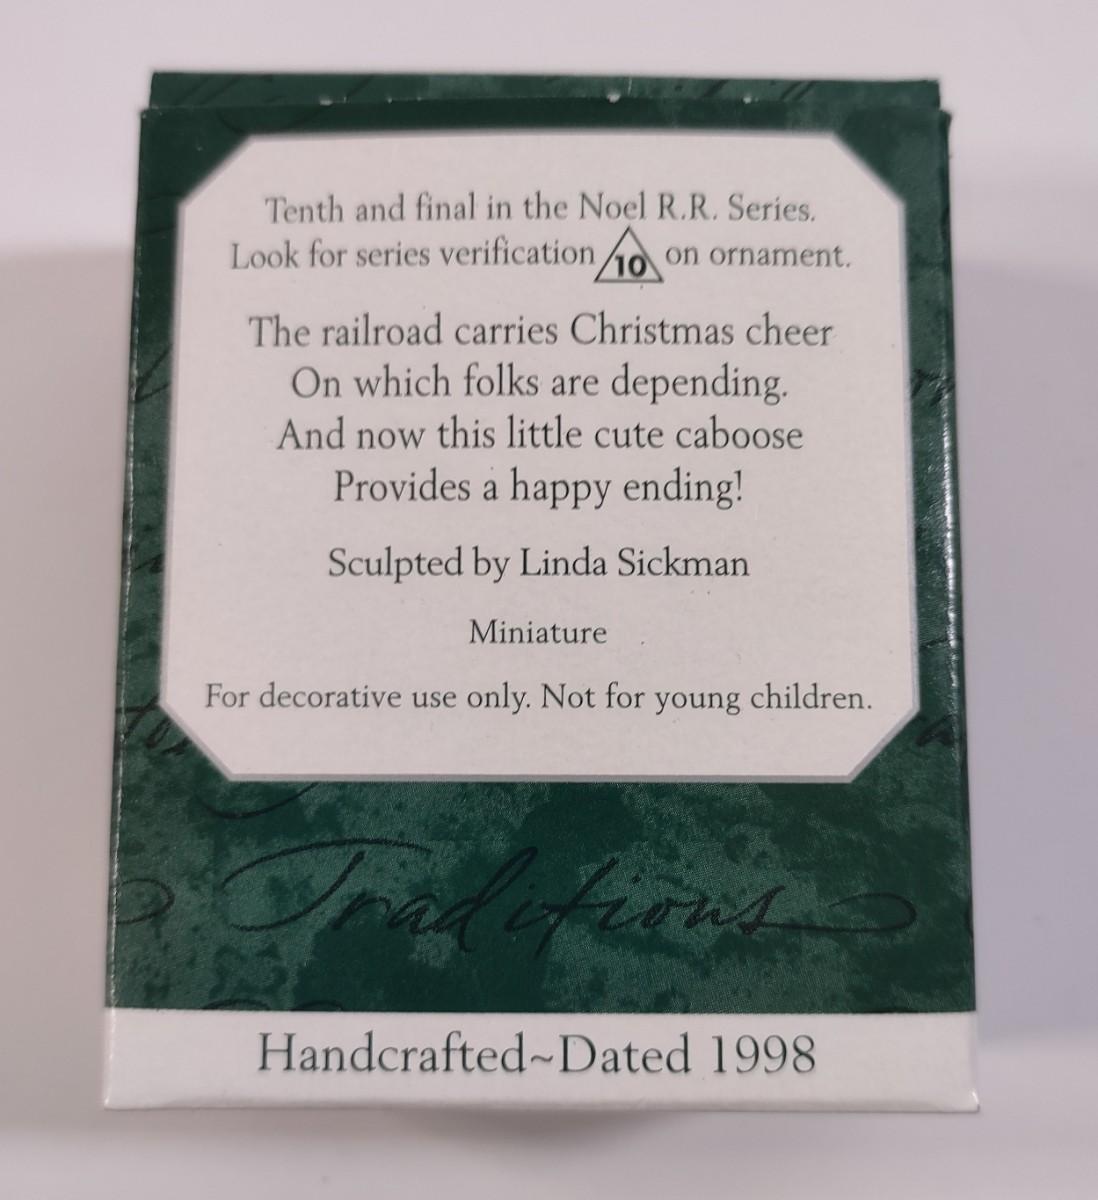 Tenth and final in the Noel R.R. Series.
Look for series verification 10 on ornament.
The railroad carries Christmas cheer
On which folks are depending.
And now this little cute caboose
Provides a happy ending!
Sculpted by Linda Sickman
Miniature
For decorative use only. Not for young children.
Traditions
Handcrafted~Dated 1998